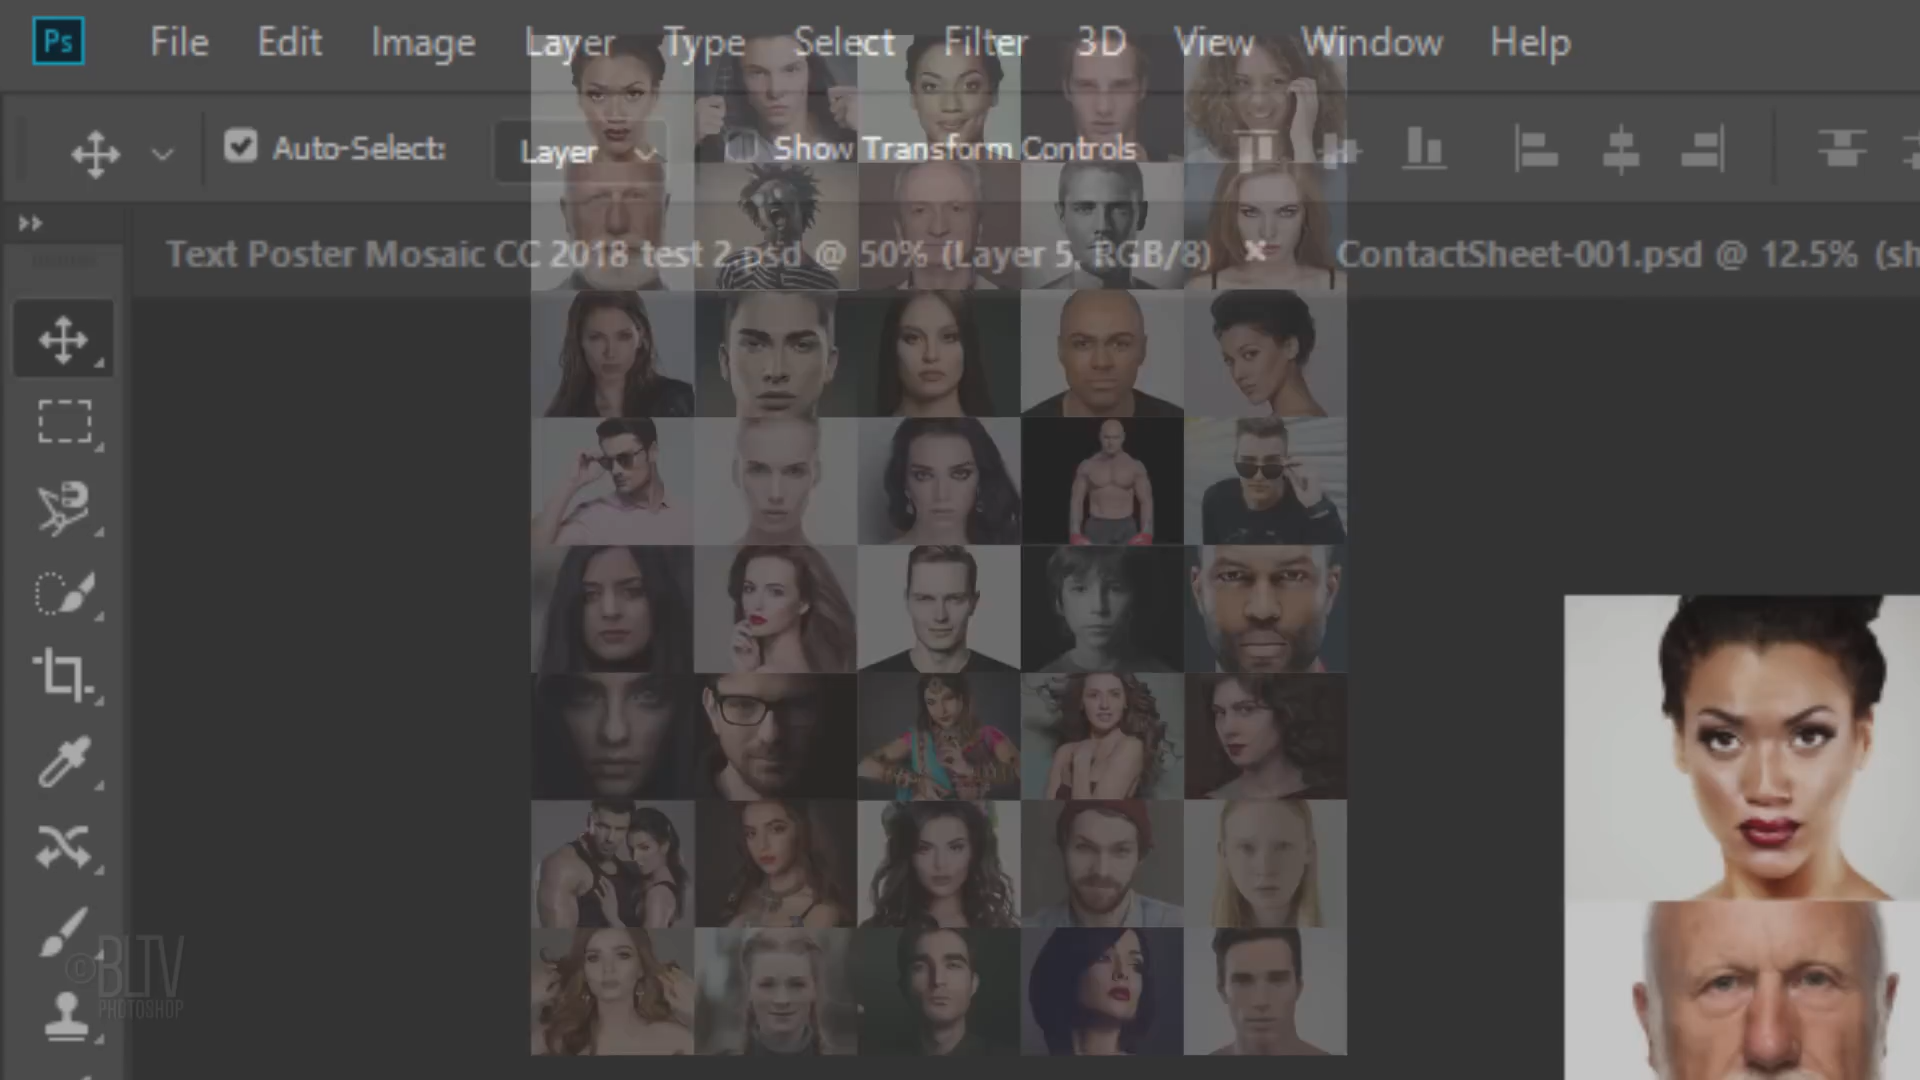 Ps File Edit Image Layer Type Select Filter 3D View Window Help
Auto-Select: Layer Show Transform Controls
Text Poster Mosaic CC 2018 test 2.psd @ 50% (Layer 5, RGB/8) × ContactSheet-001.psd @ 12.5% (sh
©BLTV
PHOTOSHOP